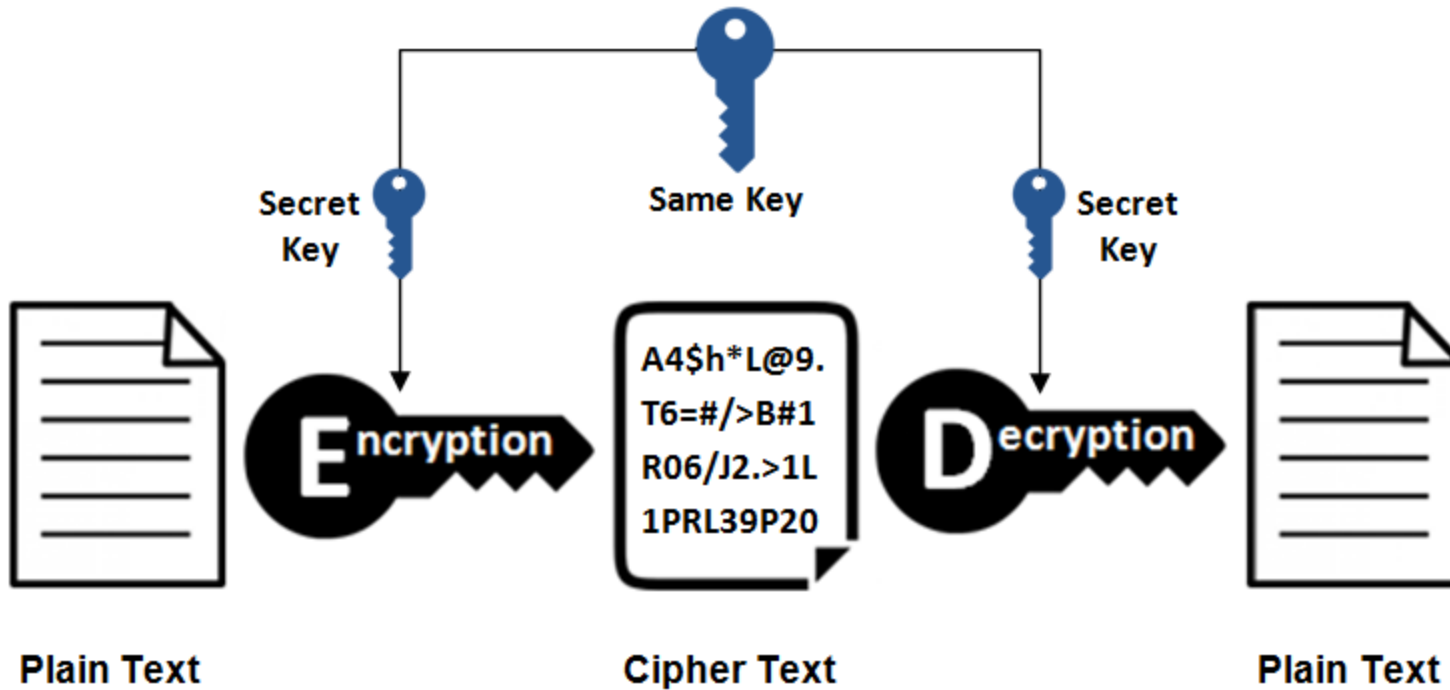 Same Key
Secret
Key
Secret
Key
Encryption
A4$h*L@9.
T6=#/>B#1
R06/J2.>1L
1PRL39P20
Decryption
Plain Text
Cipher Text
Plain Text